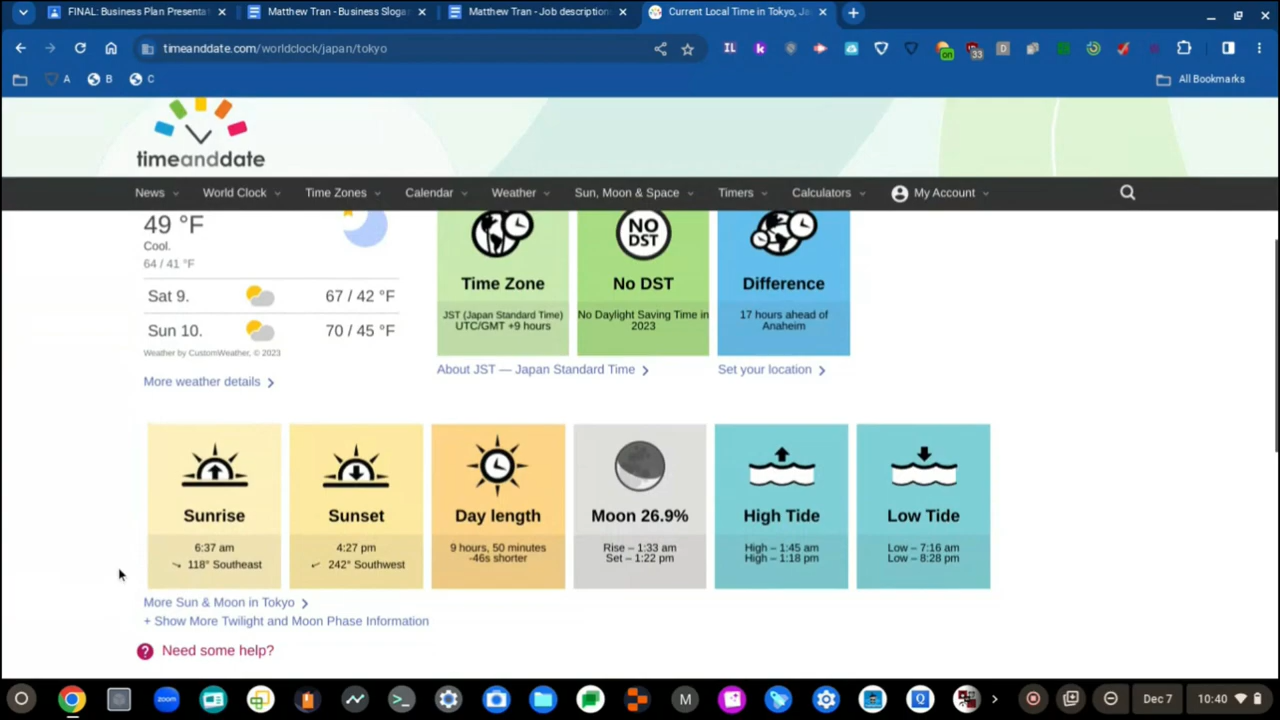 FINAL: Business Plan Presentat
Matthew Tran - Business Slogan
Matthew Tran - Job description
Current Local Time in Tokyo, Ja
timeanddate.com/worldclock/japan/tokyo
IL
k
on
33
D
A
B
C
All Bookmarks
timeanddate
News
World Clock
Time Zones
Calendar
Weather
Sun, Moon & Space
Timers
Calculators
My Account
49 °F
Cool.
64 / 41 °F
Sat 9.
67 / 42 °F
Sun 10.
70 / 45 °F
Weather by CustomWeather, © 2023
More weather details
Time Zone
JST (Japan Standard Time)
UTC/GMT +9 hours
NO
DST
No DST
No Daylight Saving Time in
2023
Difference
17 hours ahead of
Anaheim
About JST — Japan Standard Time
Set your location
Sunrise
6:37 am
118° Southeast
Sunset
4:27 pm
242° Southwest
Day length
9 hours, 50 minutes
-46s shorter
Moon 26.9%
Rise – 1:33 am
Set – 1:22 pm
High Tide
High – 1:45 am
High – 1:18 pm
Low Tide
Low – 7:16 am
Low – 8:28 pm
More Sun & Moon in Tokyo
+ Show More Twilight and Moon Phase Information
? Need some help?
zoom
M
Q
Dec 7
10:40